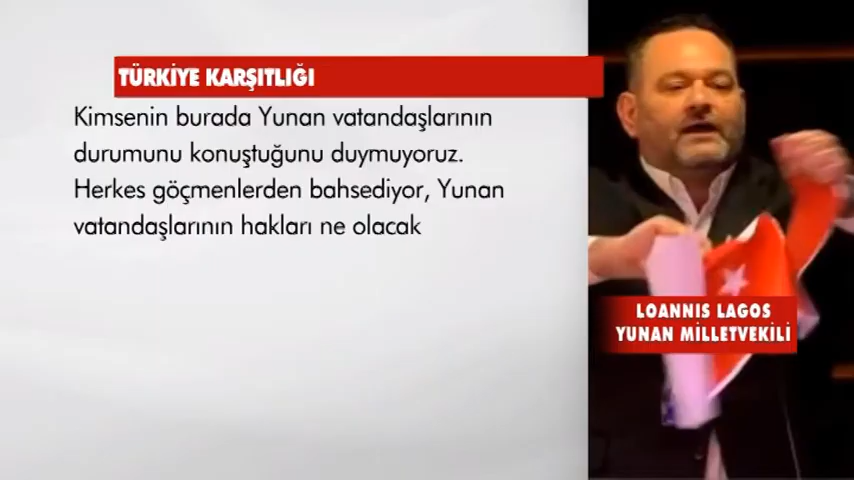 TÜRKİYE KARŞITLIĞI
Kimsenin burada Yunan vatandaşlarının
durumunu konuştuğunu duymuyoruz.
Herkes göçmenlerden bahsediyor, Yunan
vatandaşlarının hakları ne olacak
LOANNIS LAGOS
YUNAN MİLLETVEKİLİ